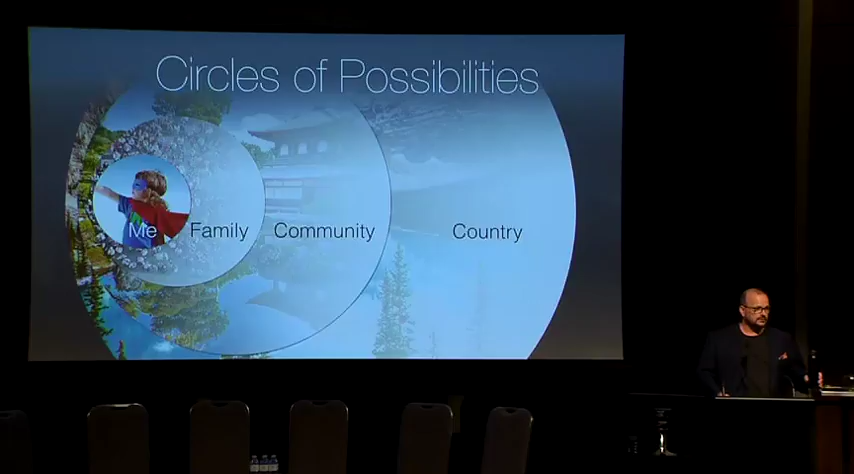 Circles of Possibilities
Me
Family
Community
Country